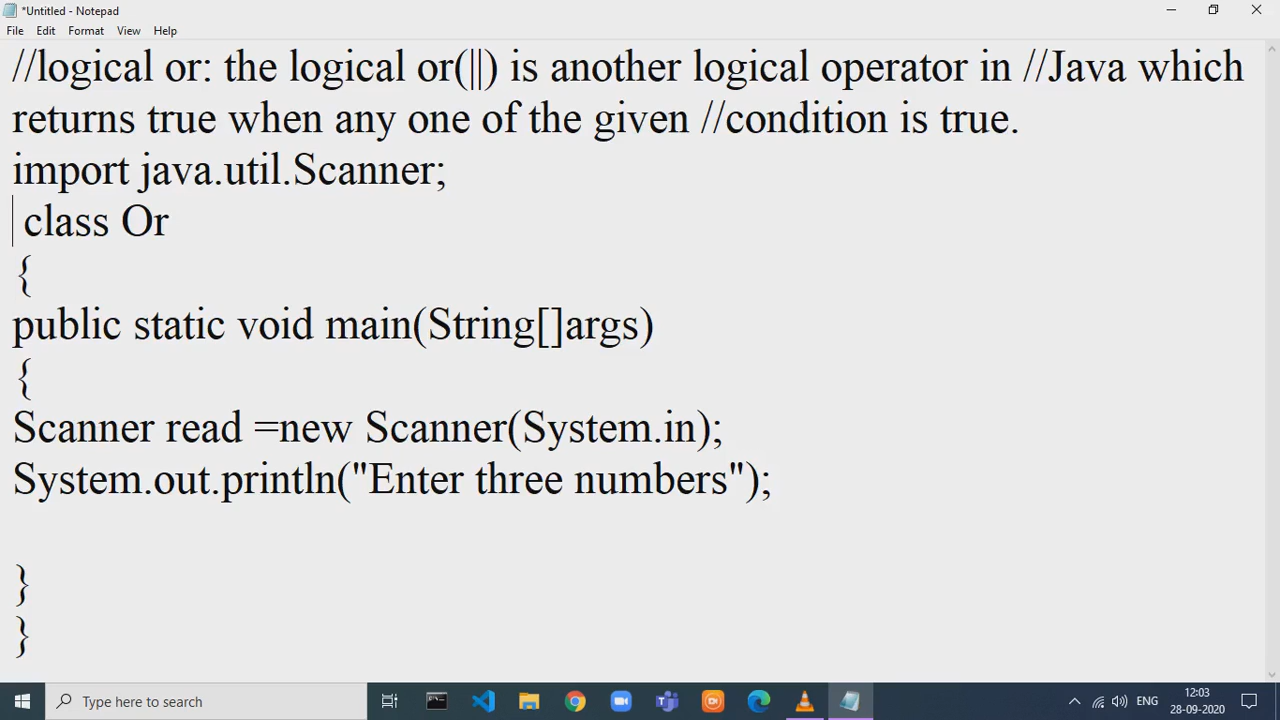 *Untitled - Notepad
File Edit Format View Help
//logical or: the logical or(||) is another logical operator in //Java which
returns true when any one of the given //condition is true.
import java.util.Scanner;
class Or
{
public static void main(String[]args)
{
Scanner read =new Scanner(System.in);
System.out.println("Enter three numbers");
}
}
Type here to search
ENG
12:03
28-09-2020